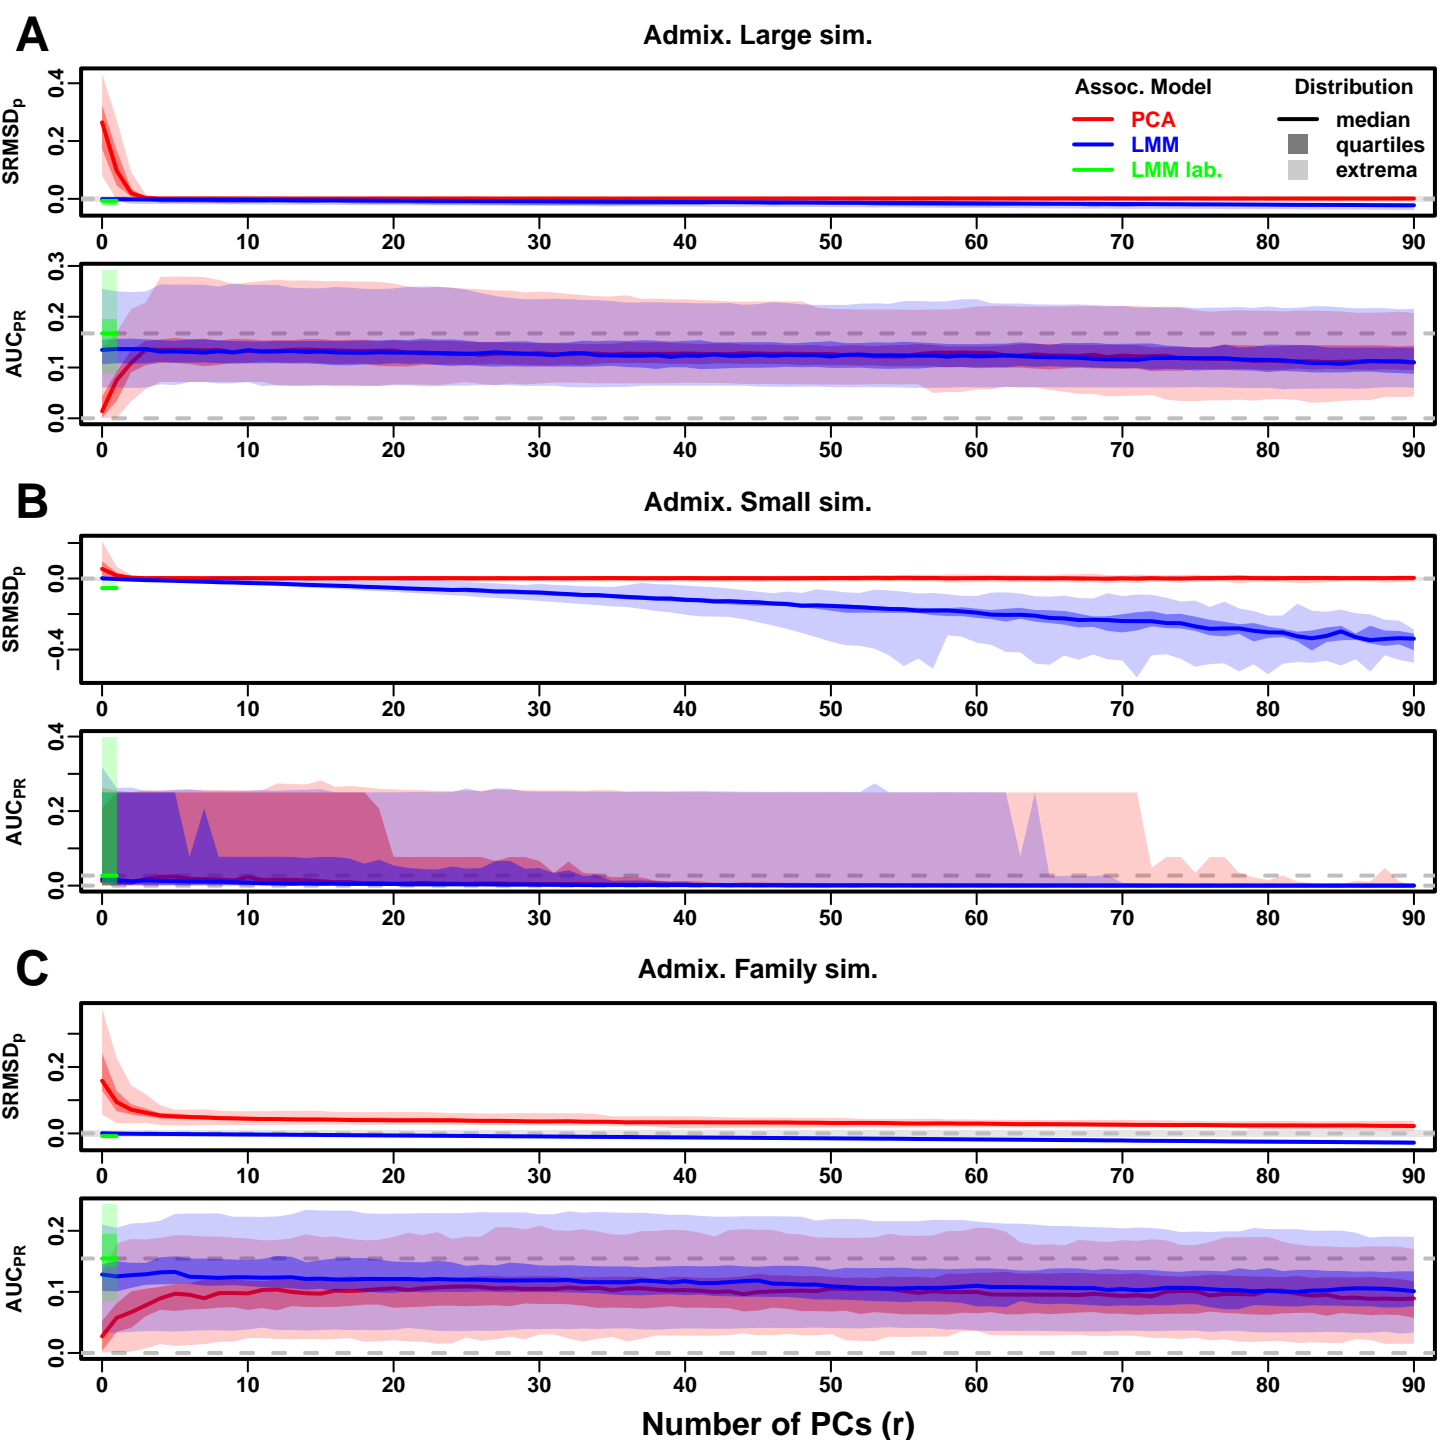 A
Admix. Large sim.
SRMSDp
0.0 0.2 0.4
Assoc. Model
PCA
LMM
LMM lab.
Distribution
median
quartiles
extrema
0 10 20 30 40 50 60 70 80 90
AUCPR
0.0 0.1 0.2 0.3
0 10 20 30 40 50 60 70 80 90
B
Admix. Small sim.
SRMSDp
−0.4 0.0
0 10 20 30 40 50 60 70 80 90
AUCPR
0.0 0.2 0.4
0 10 20 30 40 50 60 70 80 90
C
Admix. Family sim.
SRMSDp
0.0 0.2
0 10 20 30 40 50 60 70 80 90
AUCPR
0.0 0.1 0.2
0 10 20 30 40 50 60 70 80 90
Number of PCs (r)